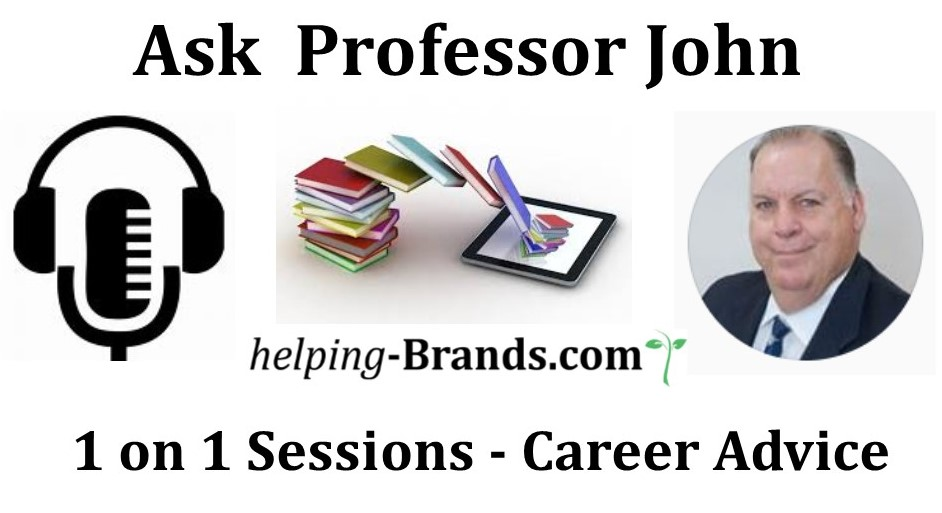 Ask Professor John
helping-Brands.com
1 on 1 Sessions - Career Advice